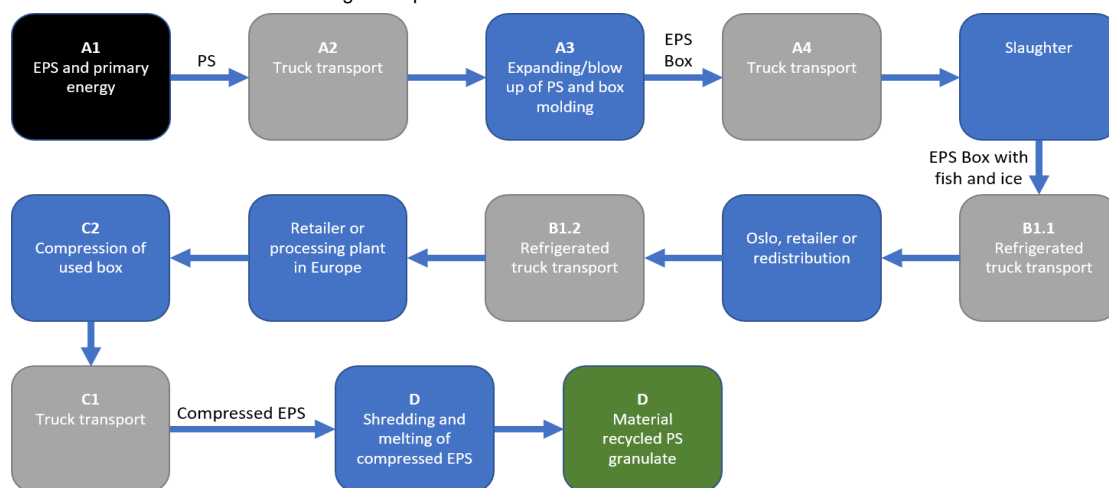 A1
EPS and primary
energy
PS
A2
Truck transport
A3
Expanding/blow
up of PS and box
molding
EPS
Box
A4
Truck transport
Slaughter
EPS Box with
fish and ice
C2
Compression of
used box
Retailer or
processing plant
in Europe
B1.2
Refrigerated
truck transport
Oslo, retailer or
redistribution
B1.1
Refrigerated
truck transport
C1
Truck transport
Compressed EPS
D
Shredding and
melting of
compressed EPS
D
Material
recycled PS
granulate